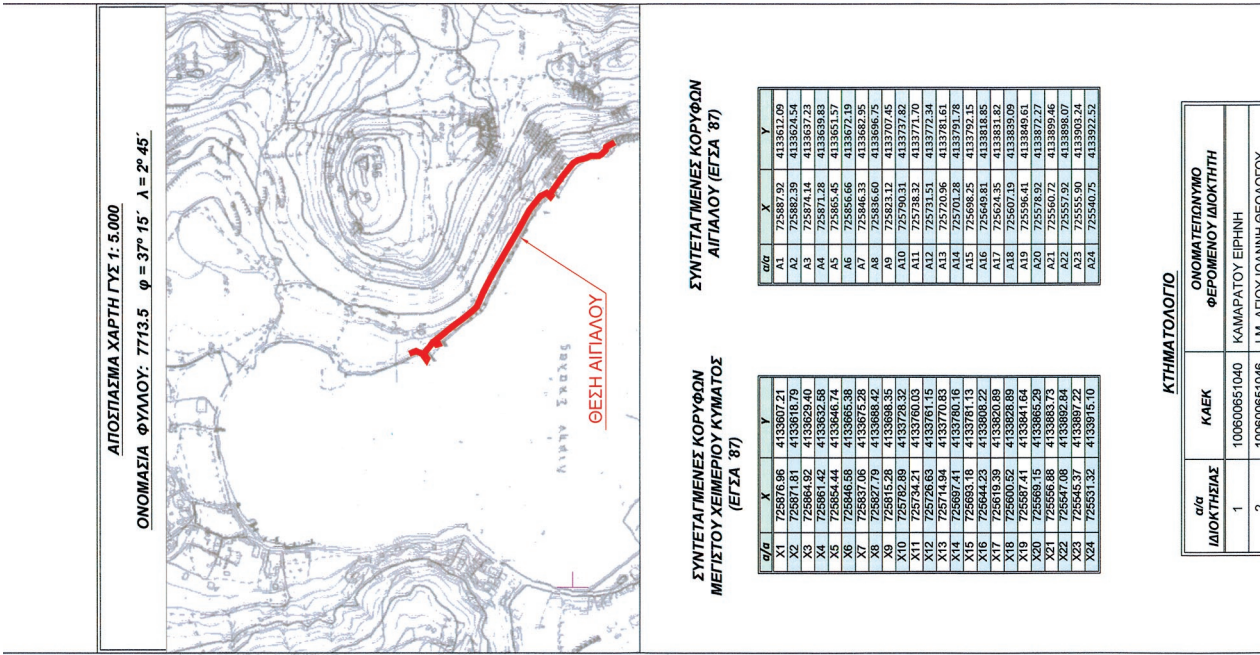 ΑΠΟΣΠΑΣΜΑ ΧΑΡΤΗ ΓΥΣ 1: 5.000
ΟΝΟΜΑΣΙΑ ΦΥΛΛΟΥ: 7713.5 φ = 37° 15΄ λ = 2° 45΄
ΘΕΣΗ ΑΙΓΙΑΛΟΥ
Λιμήν Σκάλας
ΣΥΝΤΕΤΑΓΜΕΝΕΣ ΚΟΡΥΦΩΝ
ΜΕΓΙΣΤΟΥ ΧΕΙΜΕΡΙΟΥ ΚΥΜΑΤΟΣ
(ΕΓΣΑ ΄87)
α/α X Y
X1 725876.96 4133607.21
X2 725871.81 4133618.79
X3 725864.92 4133629.40
X4 725861.42 4133632.58
X5 725854.44 4133646.74
X6 725846.58 4133665.38
X7 725837.06 4133675.28
X8 725827.79 4133688.42
X9 725815.28 4133698.35
X10 725782.89 4133728.32
X11 725734.21 4133760.03
X12 725726.63 4133761.15
X13 725714.94 4133770.83
X14 725697.41 4133780.16
X15 725693.18 4133781.13
X16 725644.23 4133808.22
X17 725619.39 4133820.89
X18 725600.52 4133828.89
X19 725587.41 4133841.64
X20 725569.15 4133865.29
X21 725556.88 4133883.73
X22 725547.08 4133892.84
X23 725545.37 4133897.22
X24 725531.32 4133915.10
ΣΥΝΤΕΤΑΓΜΕΝΕΣ ΚΟΡΥΦΩΝ
ΑΙΓΙΑΛΟΥ (ΕΓΣΑ ΄87)
α/α X Y
A1 725887.92 4133612.09
A2 725882.39 4133624.54
A3 725874.14 4133637.23
A4 725871.28 4133639.83
A5 725865.45 4133651.57
A6 725856.66 4133672.19
A7 725846.33 4133682.95
A8 725836.60 4133696.75
A9 725823.12 4133707.45
A10 725790.31 4133737.82
A11 725738.32 4133771.70
A12 725731.51 4133772.34
A13 725720.96 4133781.61
A14 725701.28 4133791.78
A15 725698.25 4133792.15
A16 725649.81 4133818.85
A17 725624.35 4133831.82
A18 725607.19 4133839.09
A19 725596.41 4133849.61
A20 725578.92 4133872.27
A21 725560.72 4133899.46
A22 725557.92 4133898.07
A23 725555.90 4133903.24
A24 725540.75 4133922.52
ΚΤΗΜΑΤΟΛΟΓΙΟ
α/α
ΙΔΙΟΚΤΗΣΙΑΣ ΚΑΕΚ ΟΝΟΜΑΤΕΠΩΝΥΜΟ
ΦΕΡΟΜΕΝΟΥ ΙΔΙΟΚΤΗΤΗ
1 100600651040 ΚΑΜΑΡΑΤΟΥ ΕΙΡΗΝΗ
2 100600651046 Ι.Μ. ΑΓΙΟΥ ΙΩΑΝΝΗ ΘΕΟΛΟΓΟΥ